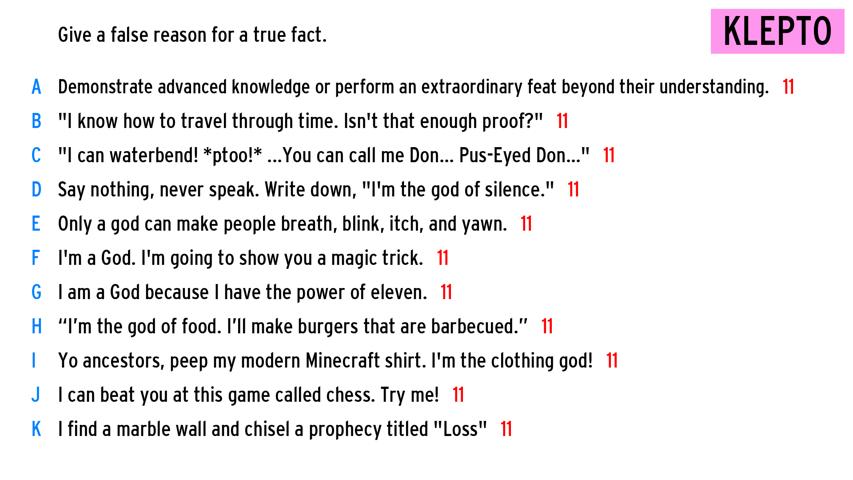 Give a false reason for a true fact.
KLEPTO
A Demonstrate advanced knowledge or perform an extraordinary feat beyond their understanding. 11
B "I know how to travel through time. Isn't that enough proof?" 11
C "I can waterbend! *ptoo!* ...You can call me Don... Pus-Eyed Don..." 11
D Say nothing, never speak. Write down, "I'm the god of silence." 11
E Only a god can make people breath, blink, itch, and yawn. 11
F I'm a God. I'm going to show you a magic trick. 11
G I am a God because I have the power of eleven. 11
H “I’m the god of food. I’ll make burgers that are barbecued.” 11
I Yo ancestors, peep my modern Minecraft shirt. I'm the clothing god! 11
J I can beat you at this game called chess. Try me! 11
K I find a marble wall and chisel a prophecy titled "Loss" 11